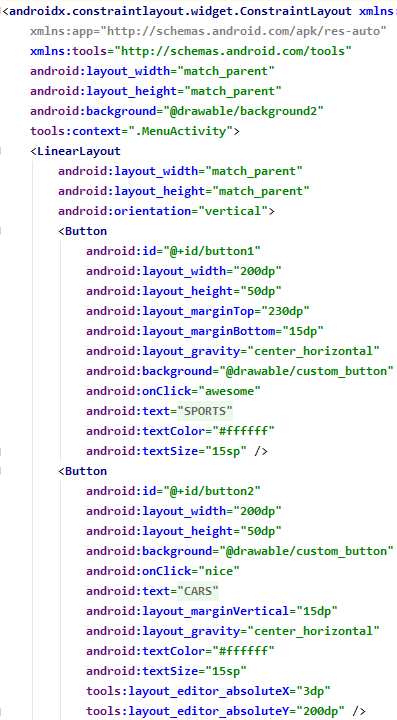 <androidx.constraintlayout.widget.ConstraintLayout xmlns:
xmlns:app="http://schemas.android.com/apk/res-auto"
xmlns:tools="http://schemas.android.com/tools"
android:layout_width="match_parent"
android:layout_height="match_parent"
android:background="@drawable/background2"
tools:context=".MenuActivity">
<LinearLayout
android:layout_width="match_parent"
android:layout_height="match_parent"
android:orientation="vertical">
<Button
android:id="@+id/button1"
android:layout_width="200dp"
android:layout_height="50dp"
android:layout_marginTop="230dp"
android:layout_marginBottom="15dp"
android:layout_gravity="center_horizontal"
android:background="@drawable/custom_button"
android:onClick="awesome"
android:text="SPORTS"
android:textColor="#ffffff"
android:textSize="15sp" />
<Button
android:id="@+id/button2"
android:layout_width="200dp"
android:layout_height="50dp"
android:background="@drawable/custom_button"
android:onClick="nice"
android:text="CARS"
android:layout_marginVertical="15dp"
android:layout_gravity="center_horizontal"
android:textColor="#ffffff"
android:textSize="15sp"
tools:layout_editor_absoluteX="3dp"
tools:layout_editor_absoluteY="200dp" />